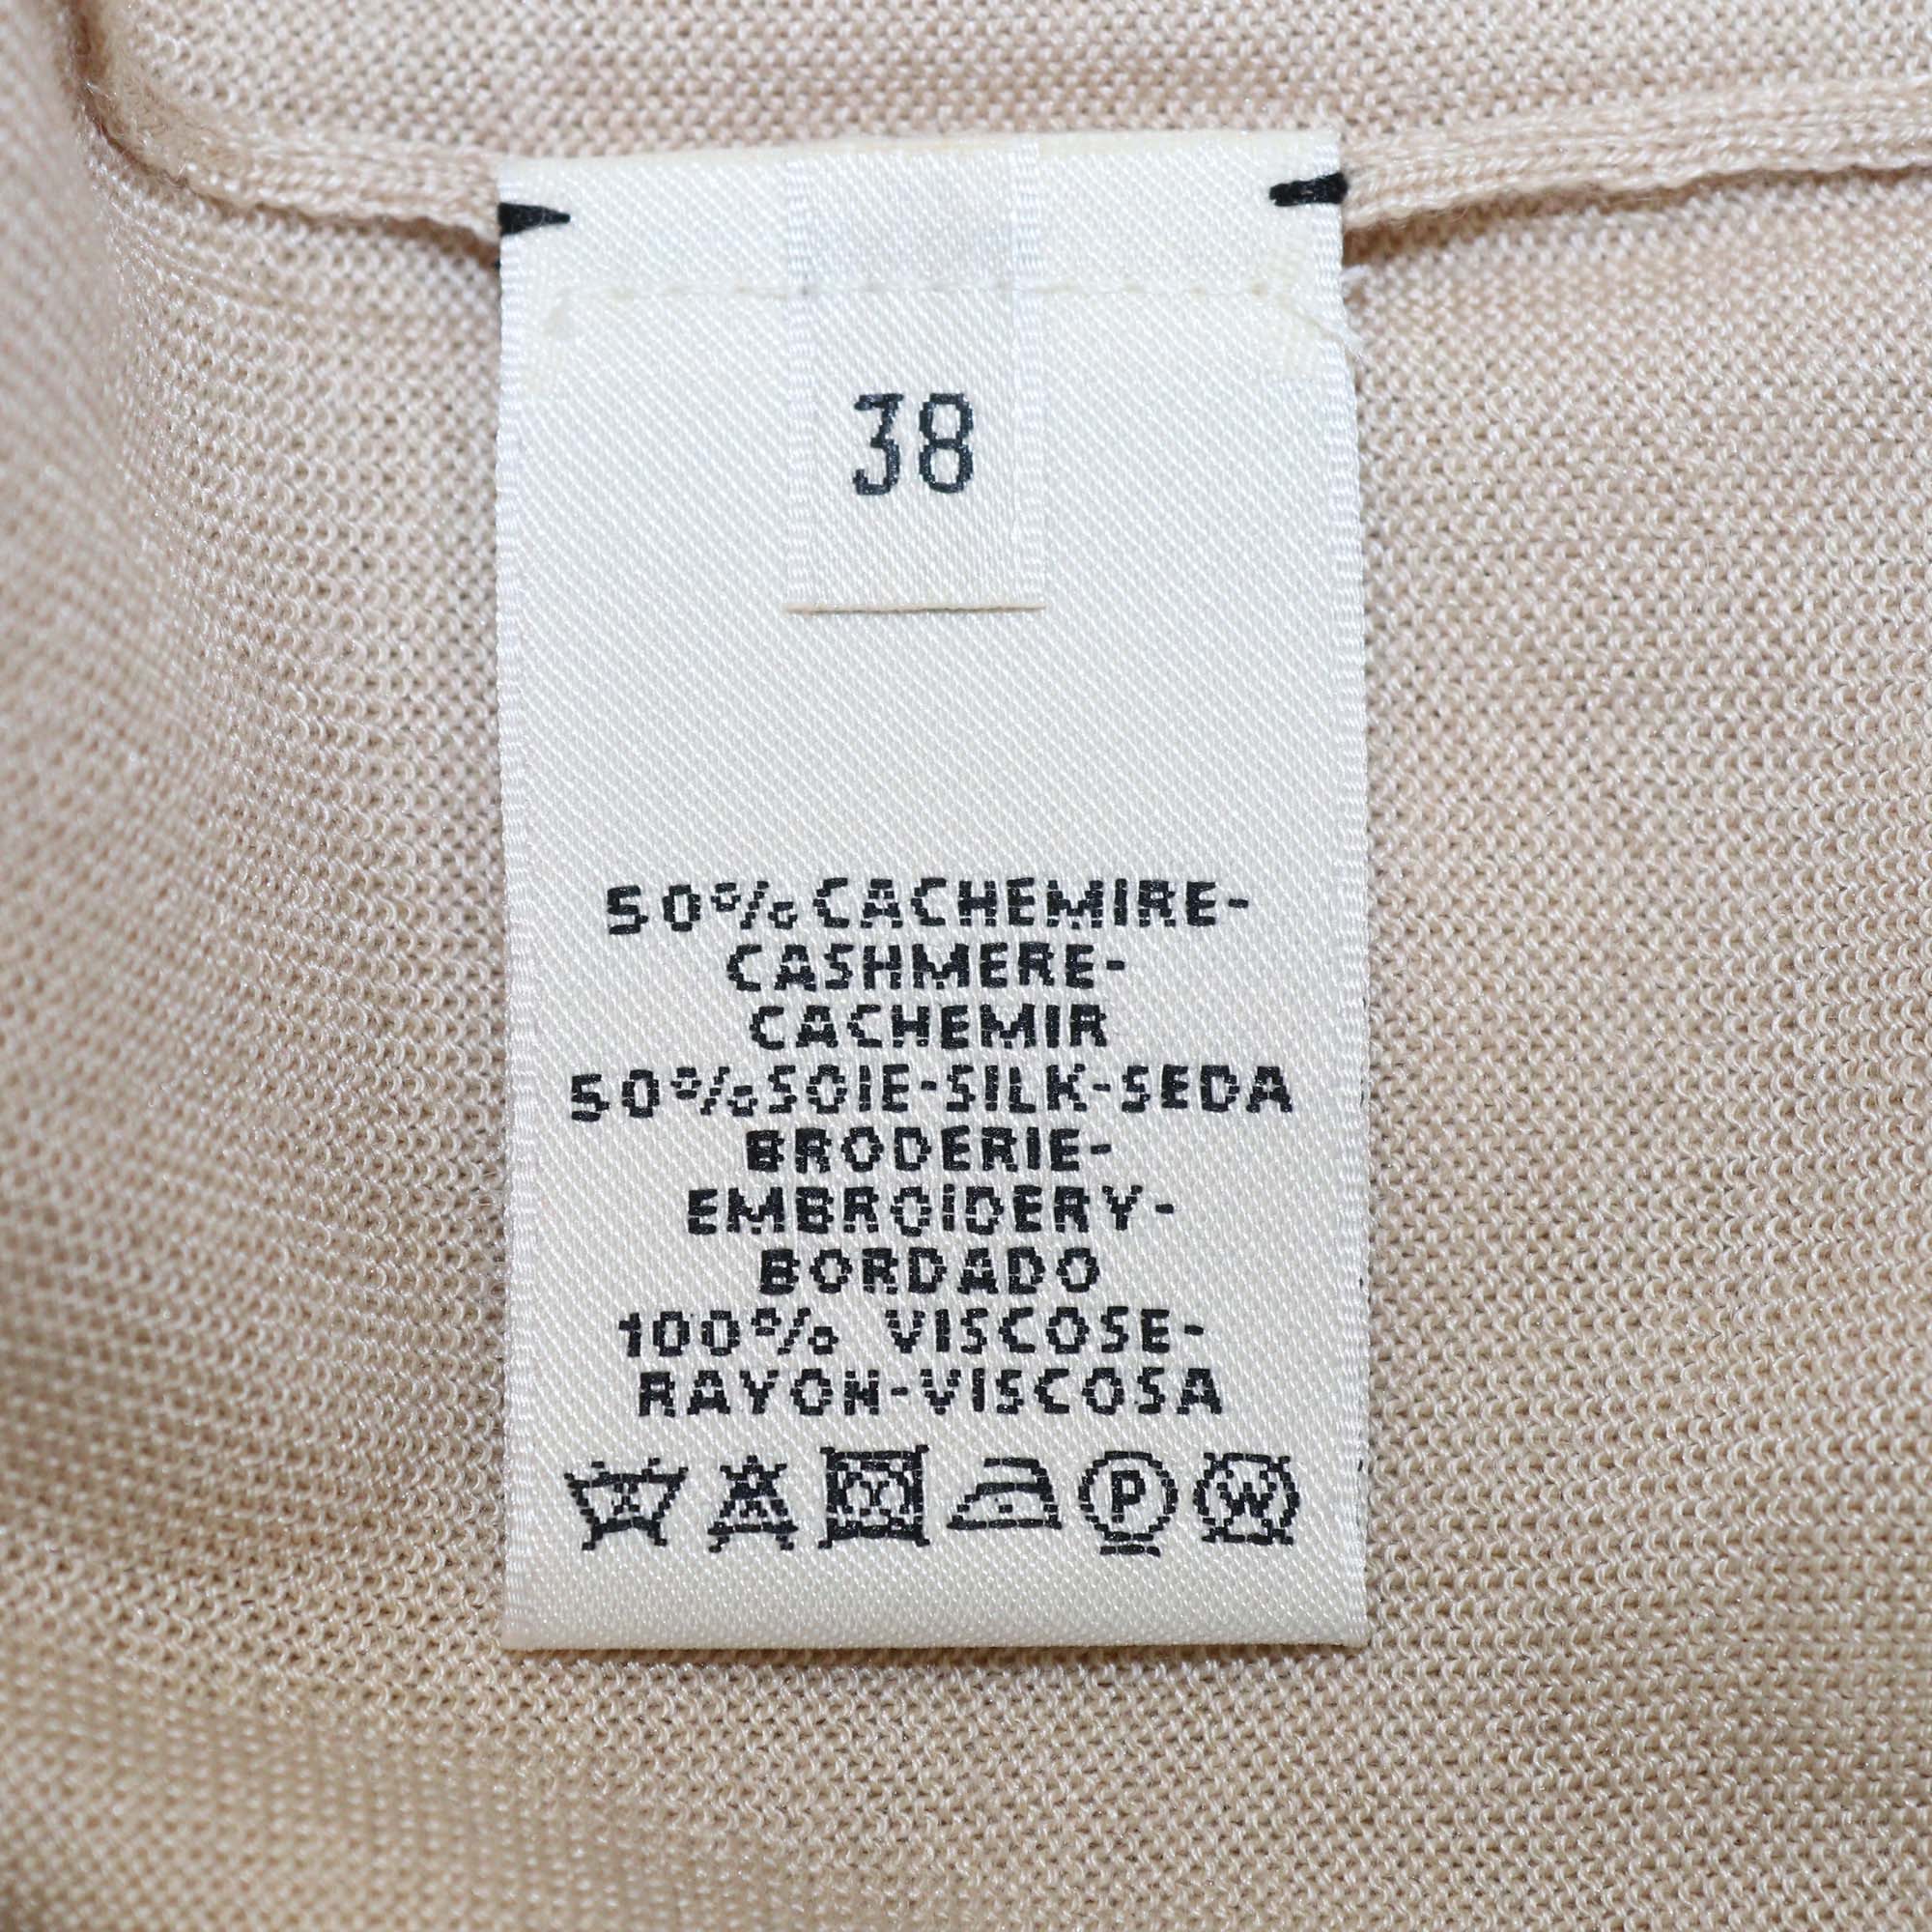 38
50% CACHEMIRE-
CASHMERE-
CACHEMIR
50% SOIE-SILK-SEDA
BRODERIE-
EMBROIDERY-
BORDADO
100% VISCOSE-
RAYON-VISCOSA
P W